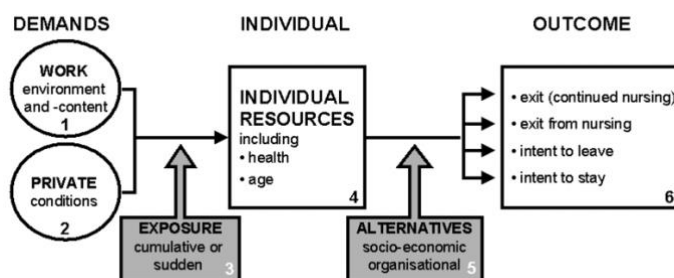 DEMANDS
INDIVIDUAL
OUTCOME
WORK
environment
and -content
1
PRIVATE
conditions
2
EXPOSURE
cumulative or
sudden
3
INDIVIDUAL
RESOURCES
including
• health
• age
4
ALTERNATIVES
socio-economic
organisational
5
• exit (continued nursing)
• exit from nursing
• intent to leave
• intent to stay
6